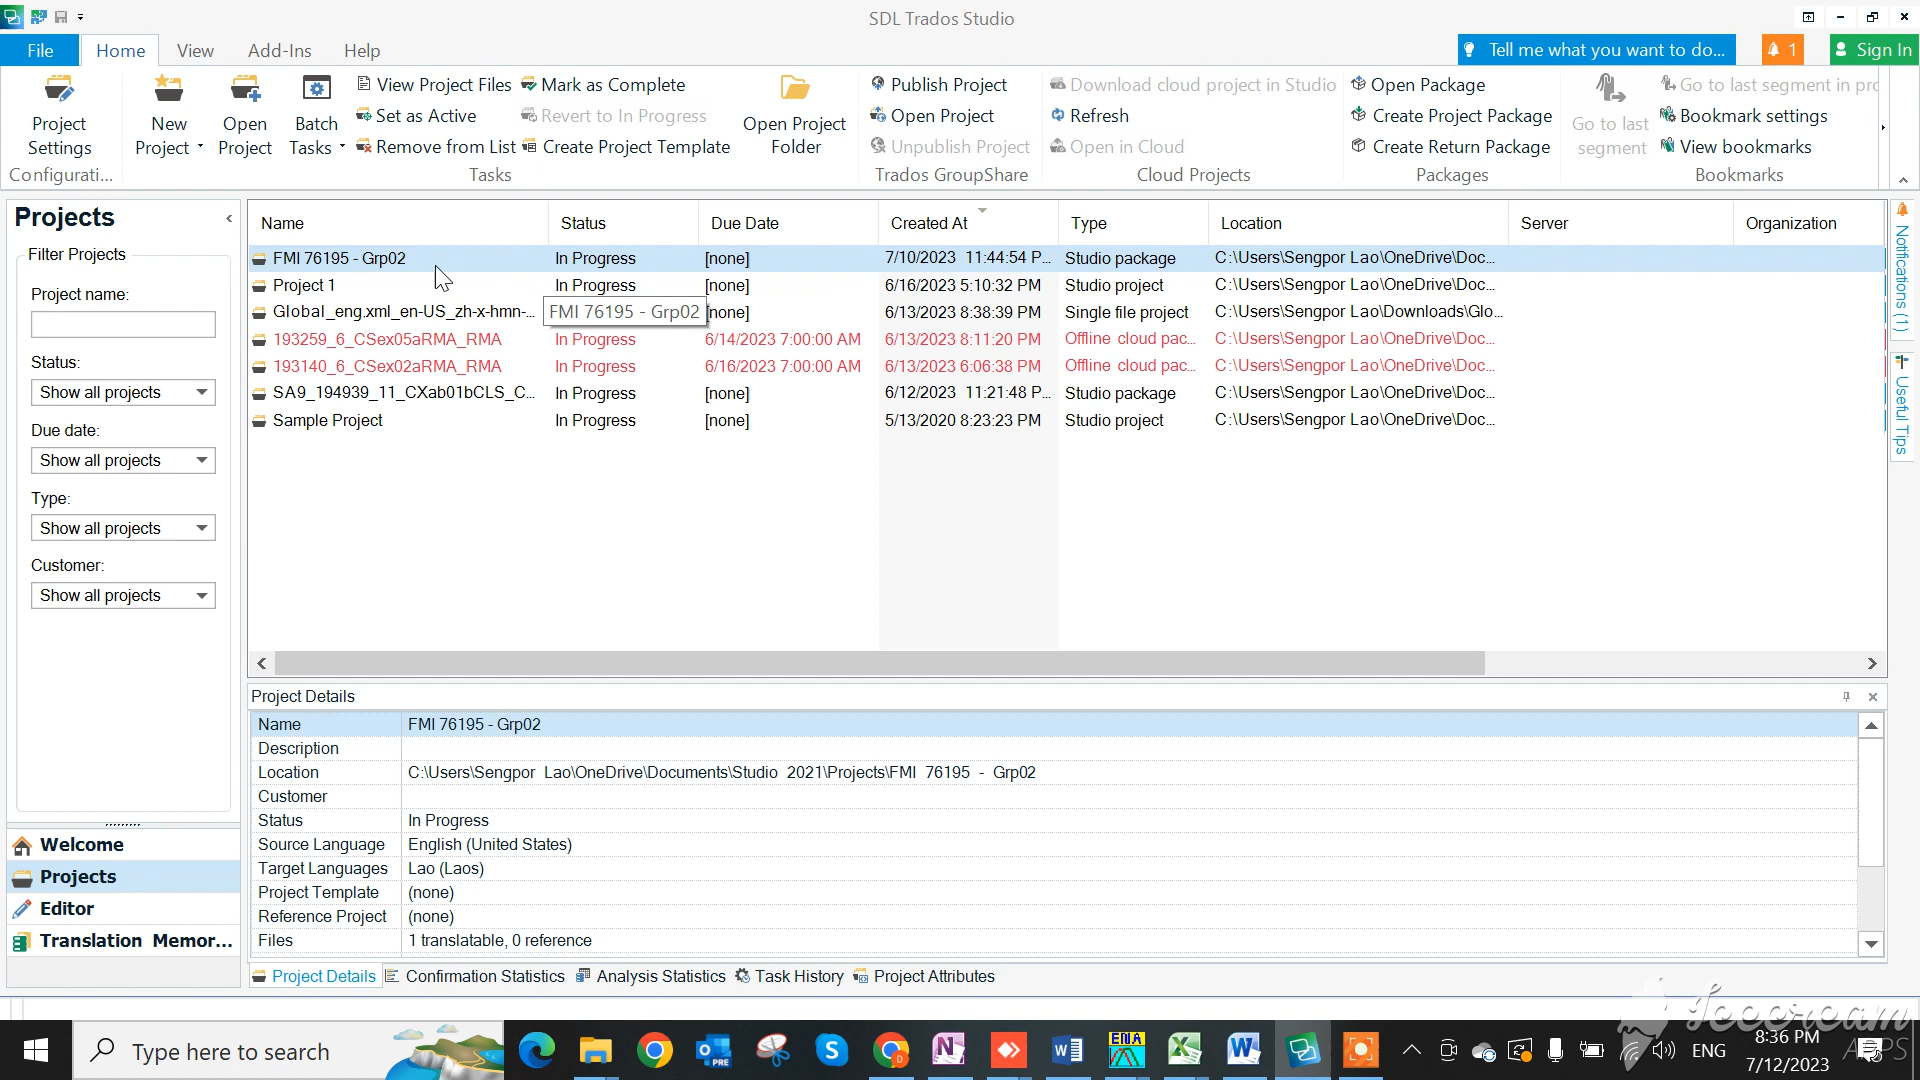 SDL Trados Studio
File
Home
View
Add-Ins
Help
Tell me what you want to do...
1
Sign In
Project Settings
New Project
Open Project
Batch Tasks
View Project Files
Set as Active
Remove from List
Mark as Complete
Revert to In Progress
Create Project Template
Open Project Folder
Publish Project
Open Project
Unpublish Project
Download cloud project in Studio
Refresh
Open in Cloud
Open Package
Create Project Package
Create Return Package
Go to last segment
Go to last segment in pro
Bookmark settings
View bookmarks
Configurati...
Tasks
Trados GroupShare
Cloud Projects
Packages
Bookmarks
Projects
Filter Projects
Project name:
Status:
Show all projects
Due date:
Show all projects
Type:
Show all projects
Customer:
Show all projects
Welcome
Projects
Editor
Translation Memor...
Name Status Due Date Created At Type Location Server Organization
FMI 76195 - Grp02 In Progress [none] 7/10/2023 11:44:54 P... Studio package C:\Users\Sengpor Lao\OneDrive\Doc...
Project 1 In Progress [none] 6/16/2023 5:10:32 PM Studio project C:\Users\Sengpor Lao\OneDrive\Doc...
Global_eng.xml_en-US_zh-x-hmn-... FMI 76195 - Grp02 none] 6/13/2023 8:38:39 PM Single file project C:\Users\Sengpor Lao\Downloads\Glo...
193259_6_CSex05aRMA_RMA In Progress 6/14/2023 7:00:00 AM 6/13/2023 8:11:20 PM Offline cloud pac... C:\Users\Sengpor Lao\OneDrive\Doc...
193140_6_CSex02aRMA_RMA In Progress 6/16/2023 7:00:00 AM 6/13/2023 6:06:38 PM Offline cloud pac... C:\Users\Sengpor Lao\OneDrive\Doc...
SA9_194939_11_CXab01bCLS_C... In Progress [none] 6/12/2023 11:21:48 P... Studio package C:\Users\Sengpor Lao\OneDrive\Doc...
Sample Project In Progress [none] 5/13/2020 8:23:23 PM Studio project C:\Users\Sengpor Lao\OneDrive\Doc...
Notifications (1)
Useful Tips
Project Details
Name FMI 76195 - Grp02
Description
Location C:\Users\Sengpor Lao\OneDrive\Documents\Studio 2021\Projects\FMI 76195 - Grp02
Customer
Status In Progress
Source Language English (United States)
Target Languages Lao (Laos)
Project Template (none)
Reference Project (none)
Files 1 translatable, 0 reference
Project Details
Confirmation Statistics
Analysis Statistics
Task History
Project Attributes
Type here to search
PRE
ENA
ENG
8:36 PM
7/12/2023
Icecream
APPS